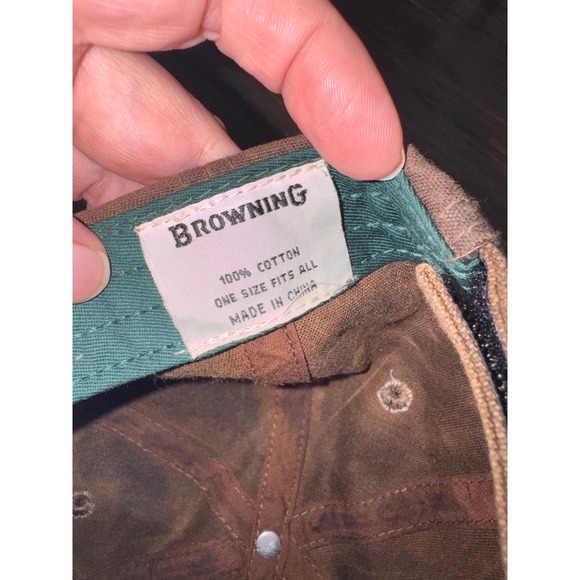 BROWNING
100% COTTON
ONE SIZE FITS ALL
MADE IN CHINA